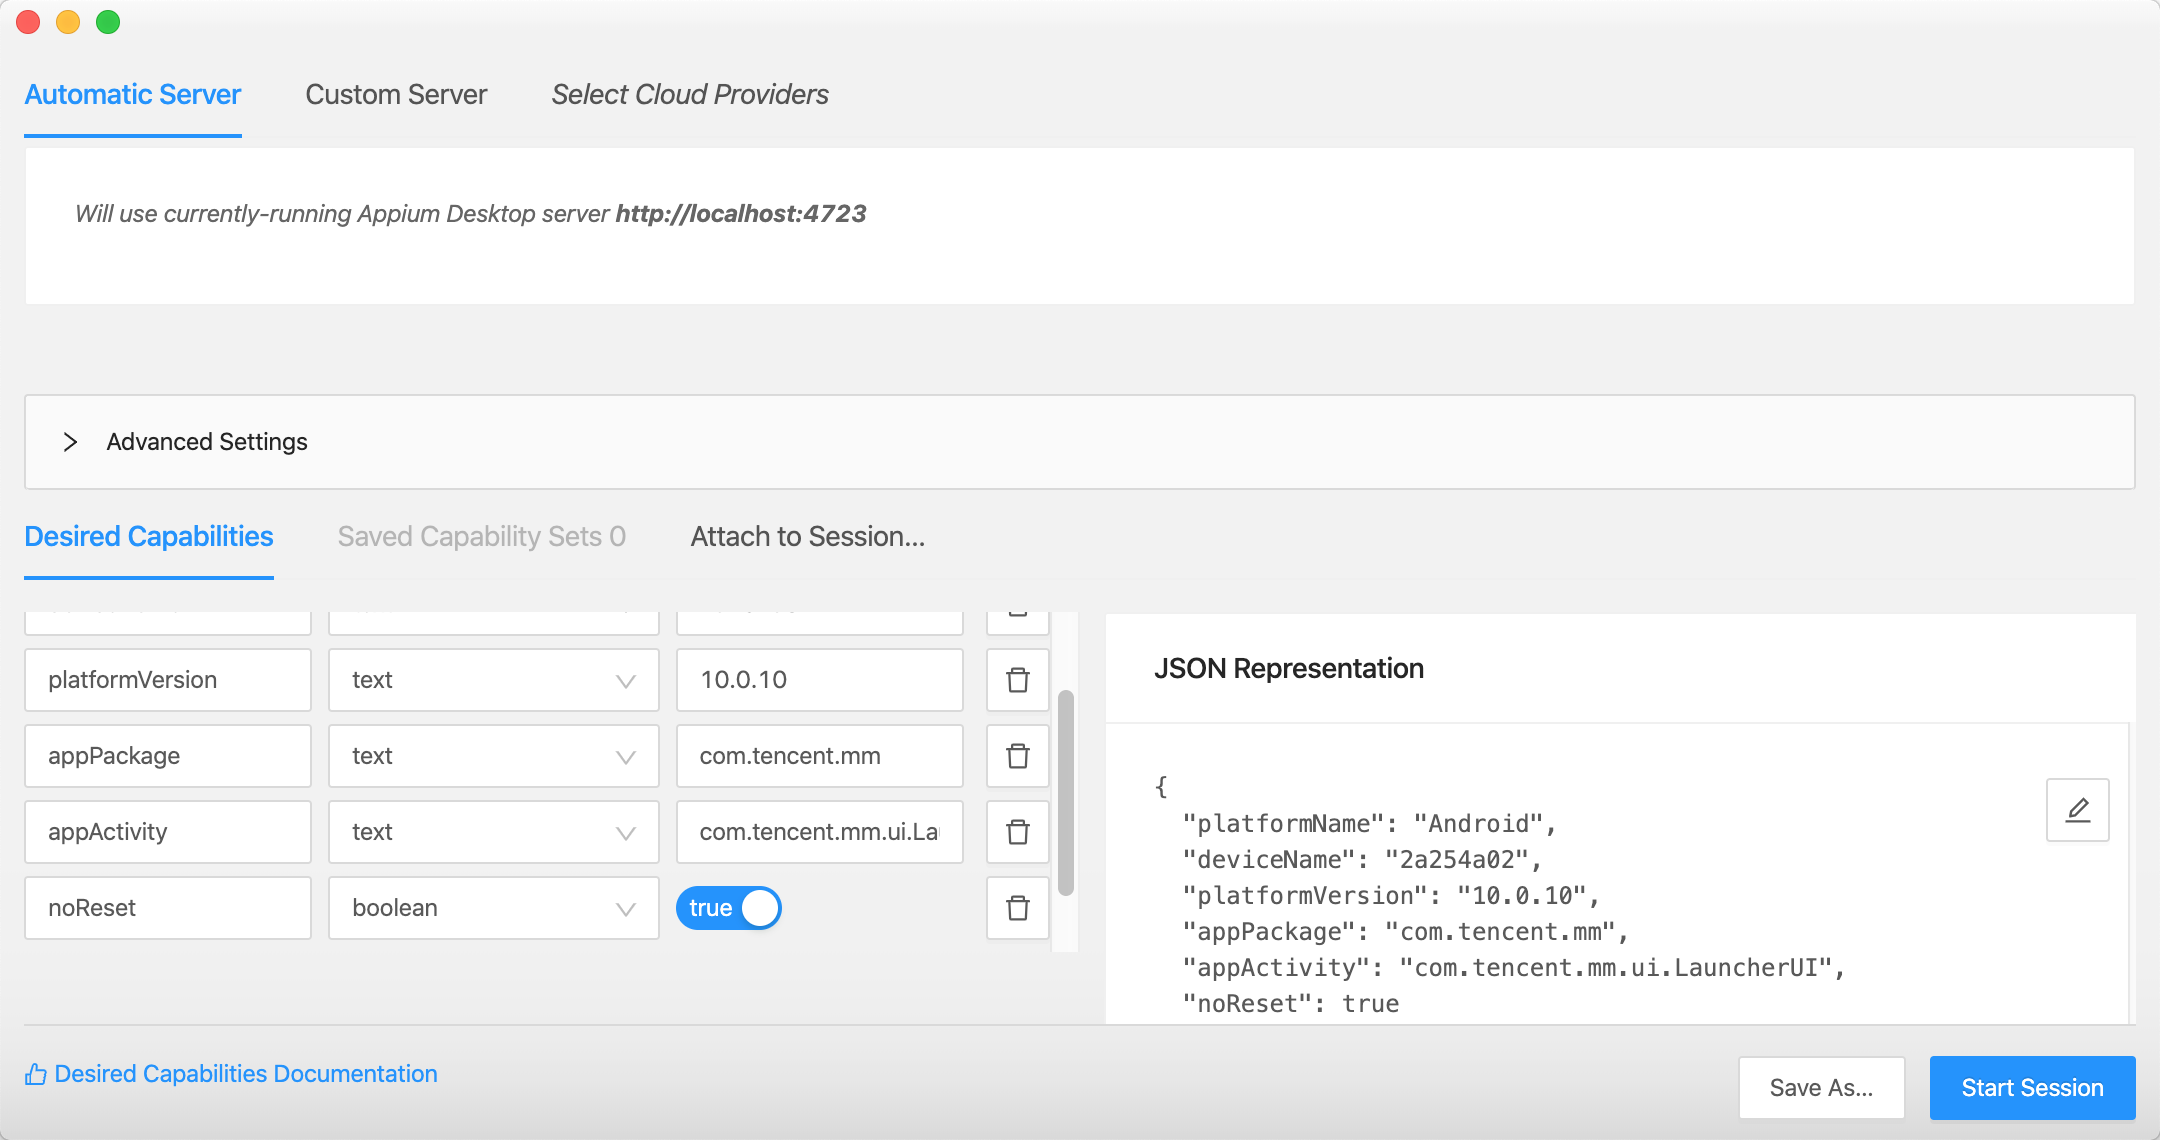 Automatic Server
Custom Server
Select Cloud Providers
Will use currently-running Appium Desktop server http://localhost:4723
Advanced Settings
Desired Capabilities
Saved Capability Sets 0
Attach to Session...
platformVersion
text
10.0.10
appPackage
text
com.tencent.mm
appActivity
text
com.tencent.mm.ui.La
noReset
boolean
true
JSON Representation
{
"platformName": "Android",
"deviceName": "2a254a02",
"platformVersion": "10.0.10",
"appPackage": "com.tencent.mm",
"appActivity": "com.tencent.mm.ui.LauncherUI",
"noReset": true
Desired Capabilities Documentation
Save As...
Start Session